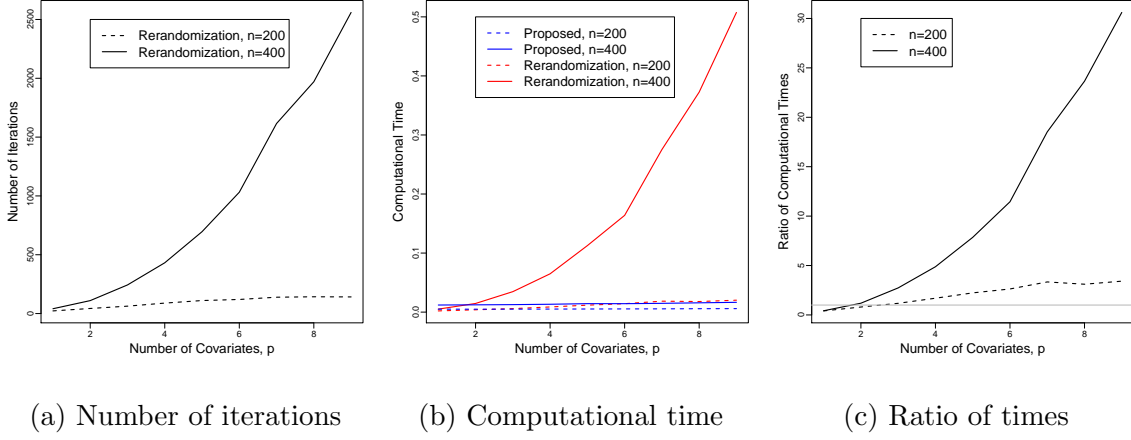 Number of Iterations
2500
2000
1500
1000
500
0
Rerandomization, n=200
Rerandomization, n=400
2
4
6
8
Number of Covariates, p
(a) Number of iterations
Computational Time
0.5
0.4
0.3
0.2
0.1
0.0
Proposed, n=200
Proposed, n=400
Rerandomization, n=200
Rerandomization, n=400
2
4
6
8
Number of Covariates, p
(b) Computational time
Ratio of Computational Times
30
25
20
15
10
5
0
n=200
n=400
2
4
6
8
Number of Covariates, p
(c) Ratio of times